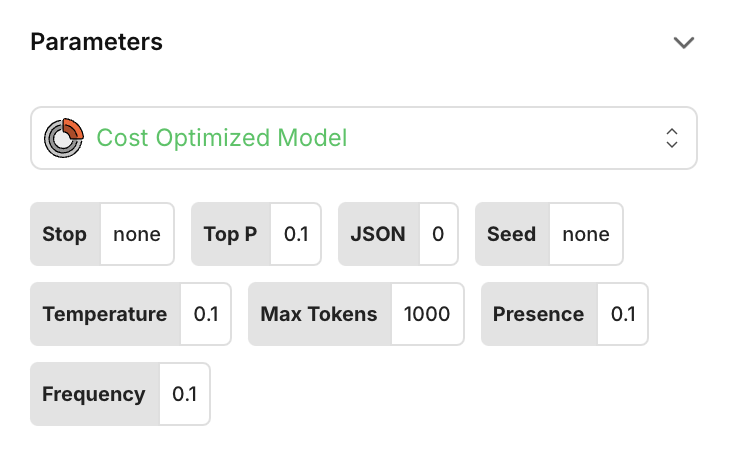 Parameters
Cost Optimized Model
Stop none Top P 0.1 JSON 0 Seed none
Temperature 0.1 Max Tokens 1000 Presence 0.1
Frequency 0.1